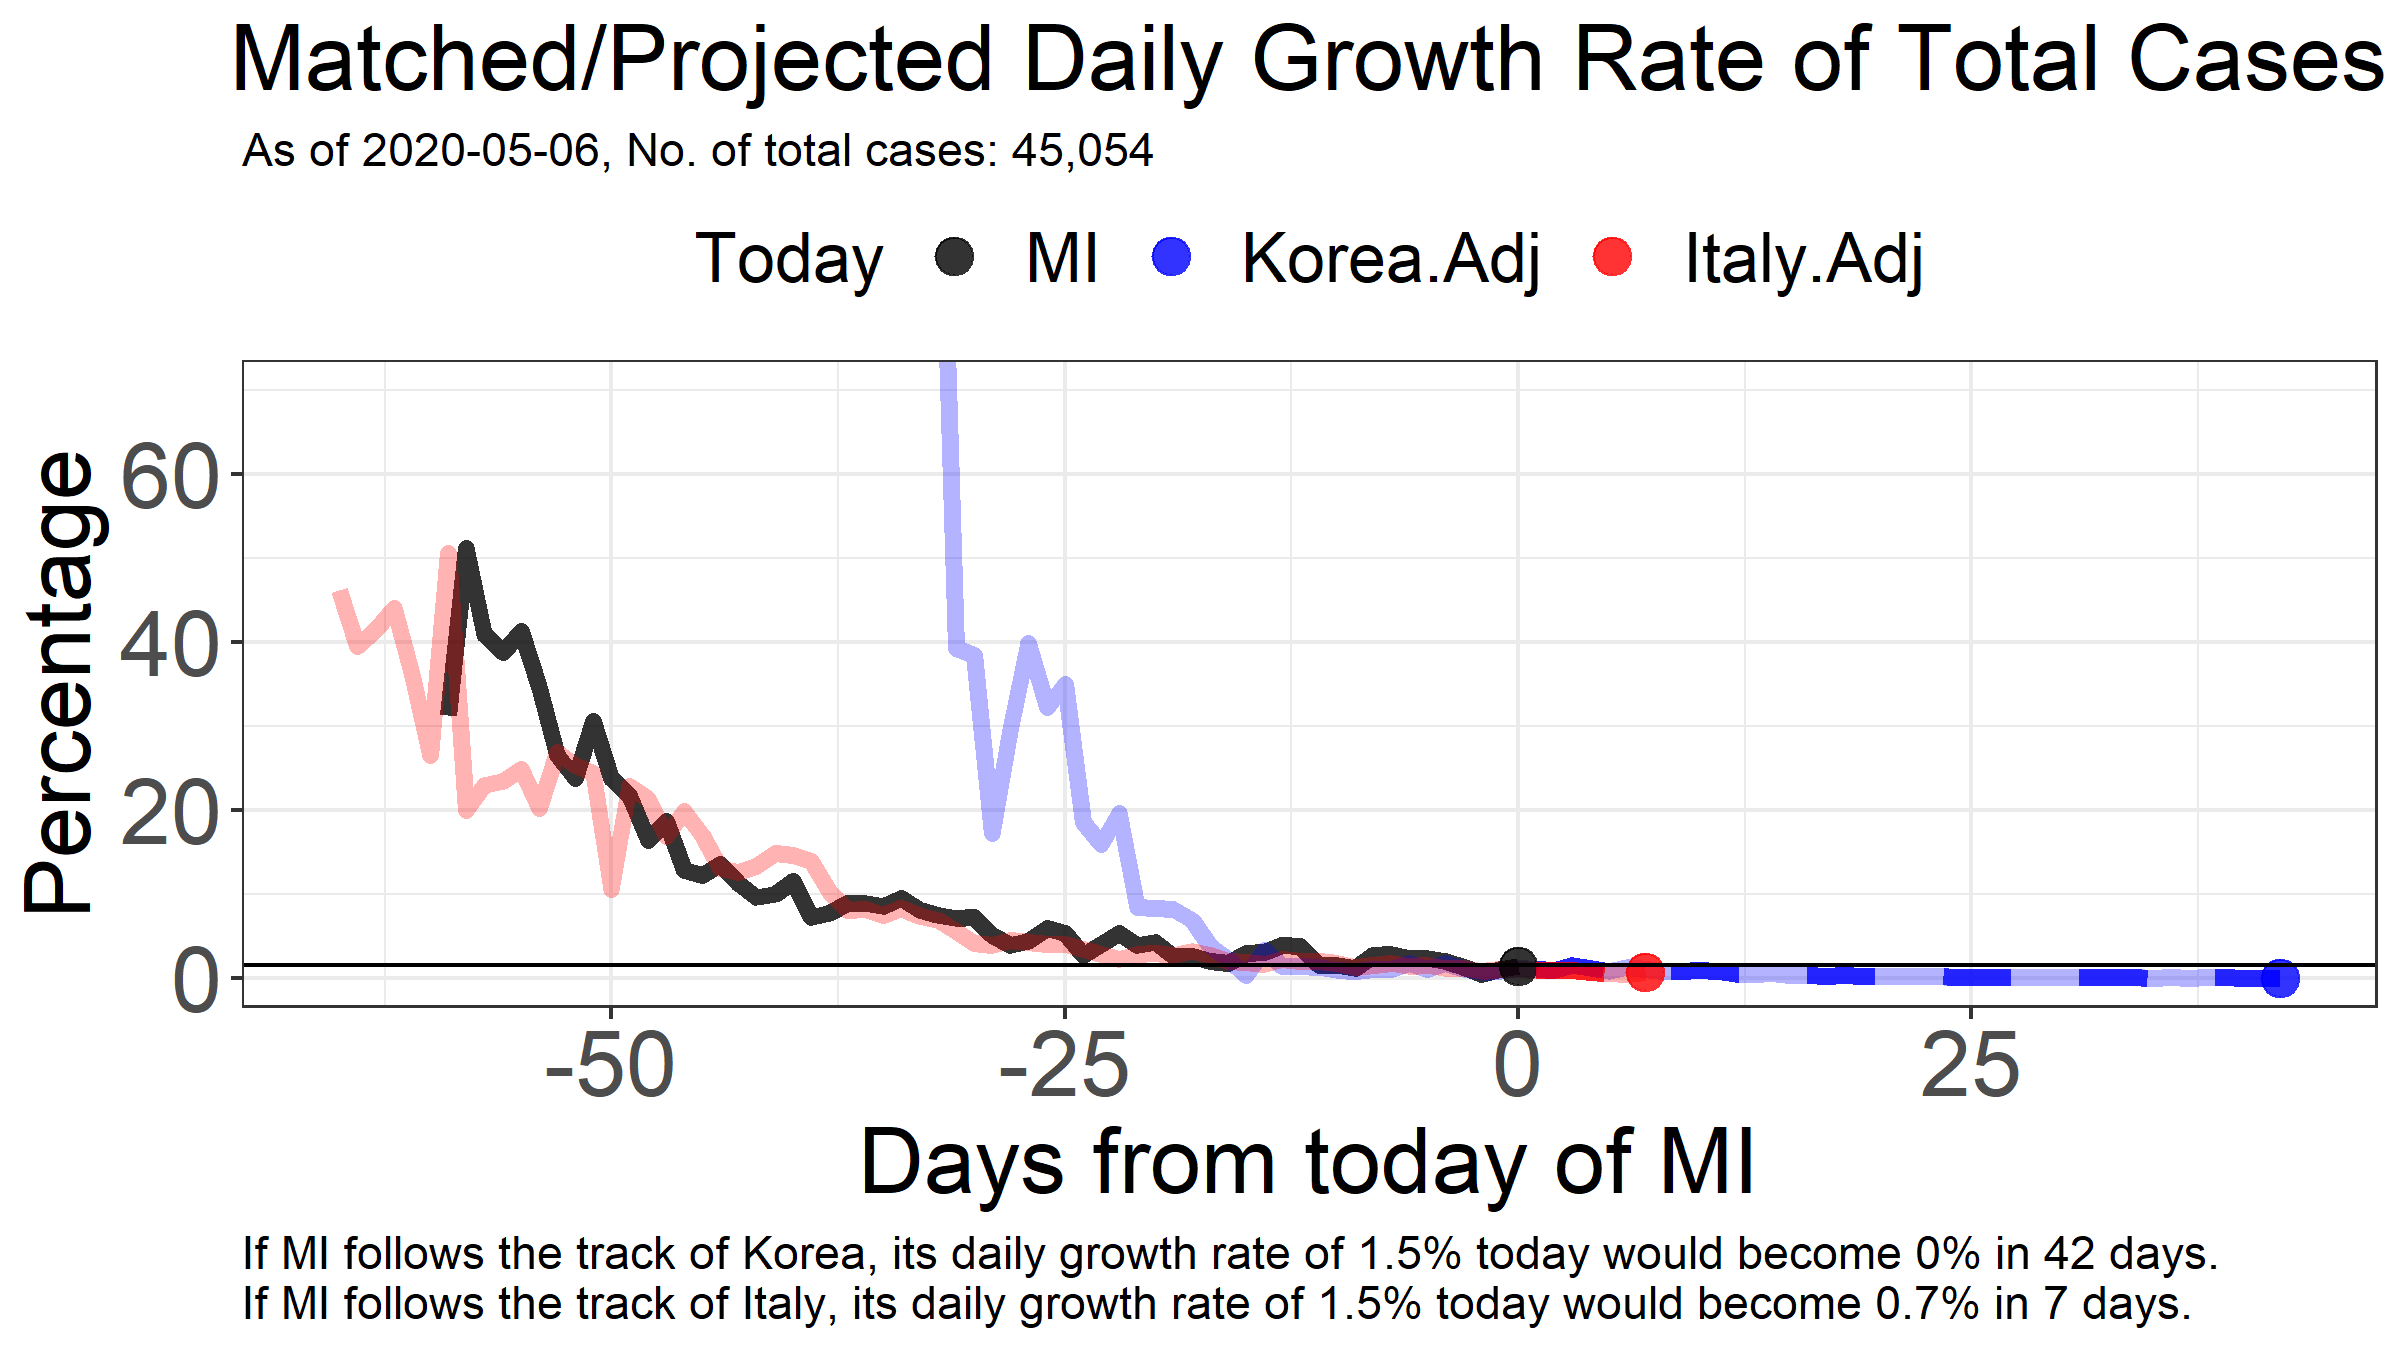 Matched/Projected Daily Growth Rate of Total Cases
As of 2020-05-06, No. of total cases: 45,054
Today MI Korea.Adj Italy.Adj
Percentage
60
40
20
0
-50 -25 0 25
Days from today of MI
If MI follows the track of Korea, its daily growth rate of 1.5% today would become 0% in 42 days.
If MI follows the track of Italy, its daily growth rate of 1.5% today would become 0.7% in 7 days.